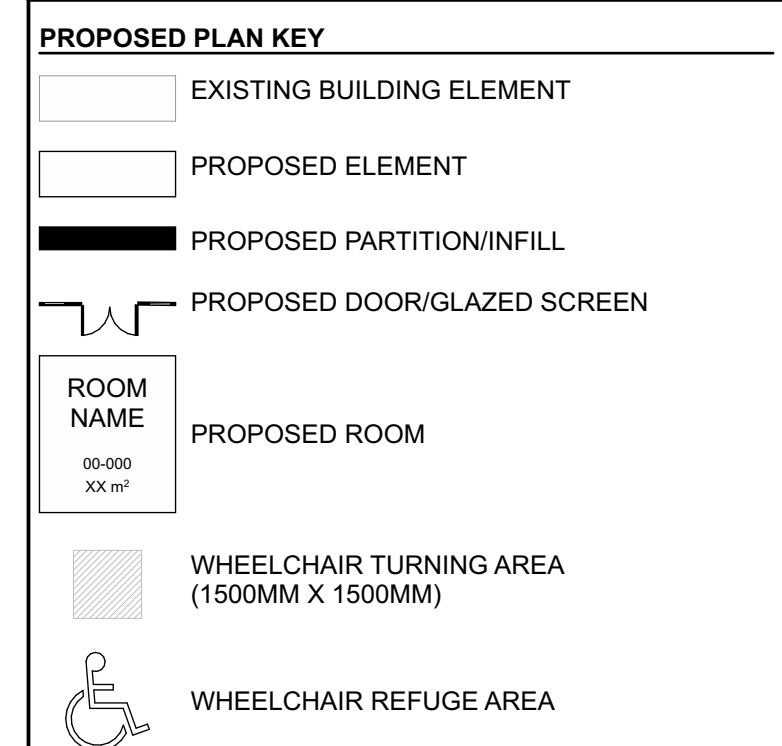 PROPOSED PLAN KEY
EXISTING BUILDING ELEMENT
PROPOSED ELEMENT
PROPOSED PARTITION/INFILL
PROPOSED DOOR/GLAZED SCREEN
ROOM
NAME
00-000
XX m²
PROPOSED ROOM
WHEELCHAIR TURNING AREA
(1500MM X 1500MM)
WHEELCHAIR REFUGE AREA